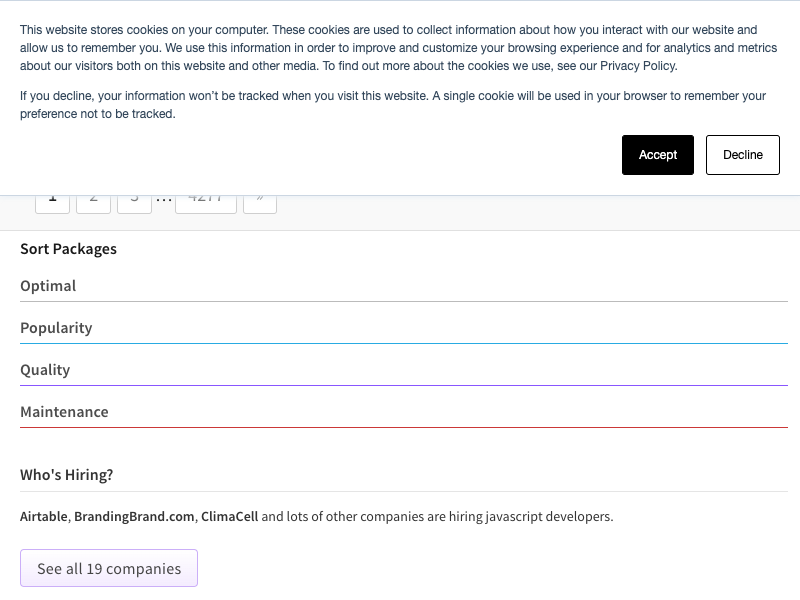 This website stores cookies on your computer. These cookies are used to collect information about how you interact with our website and
allow us to remember you. We use this information in order to improve and customize your browsing experience and for analytics and metrics
about our visitors both on this website and other media. To find out more about the cookies we use, see our Privacy Policy.
If you decline, your information won’t be tracked when you visit this website. A single cookie will be used in your browser to remember your
preference not to be tracked.
Accept Decline
1 2 3 ... 4277 »
Sort Packages
Optimal
Popularity
Quality
Maintenance
Who's Hiring?
Airtable, BrandingBrand.com, ClimaCell and lots of other companies are hiring javascript developers.
See all 19 companies